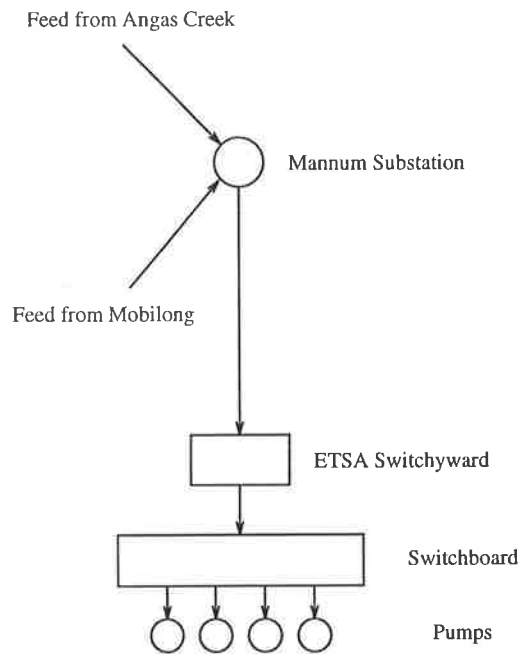 Feed from Angas Creek
Mannum Substation
Feed from Mobilong
ETSA Switchyward
Switchboard
Pumps